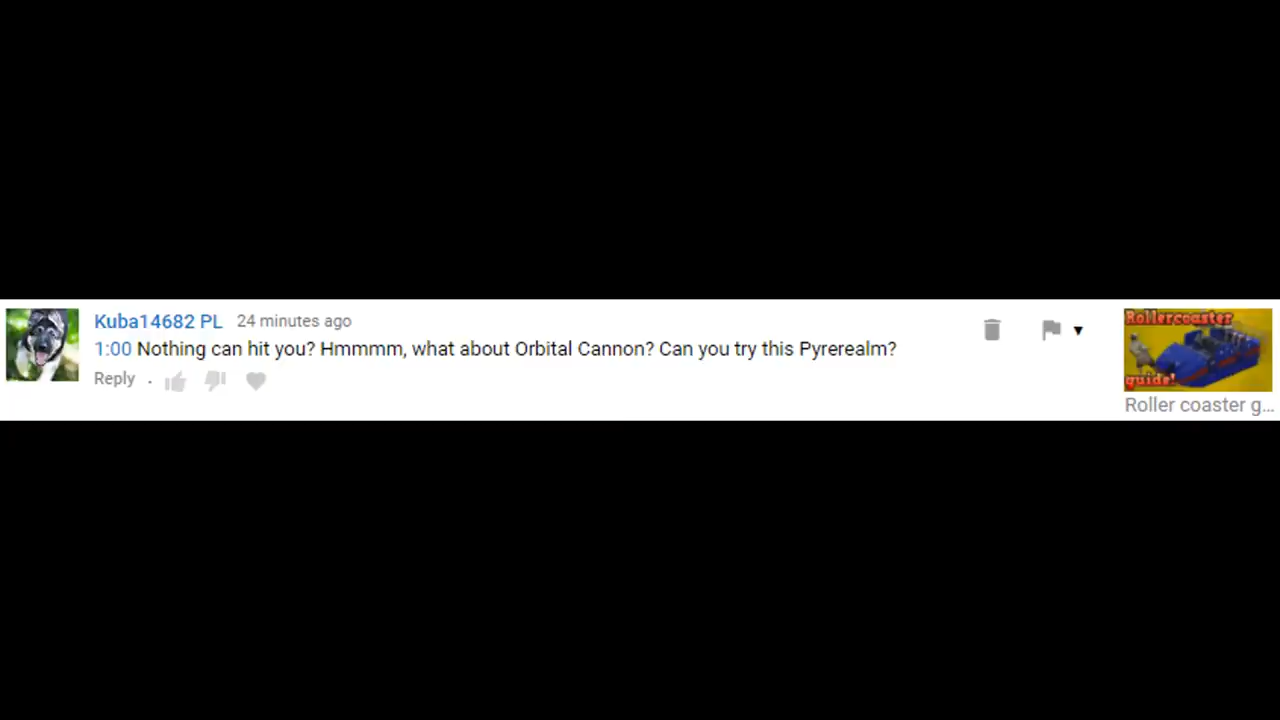 Kuba14682 PL 24 minutes ago
1:00 Nothing can hit you? Hmmmm, what about Orbital Cannon? Can you try this Pyrerealm?
Reply .
Rollercoaster
guide!
Roller coaster g...